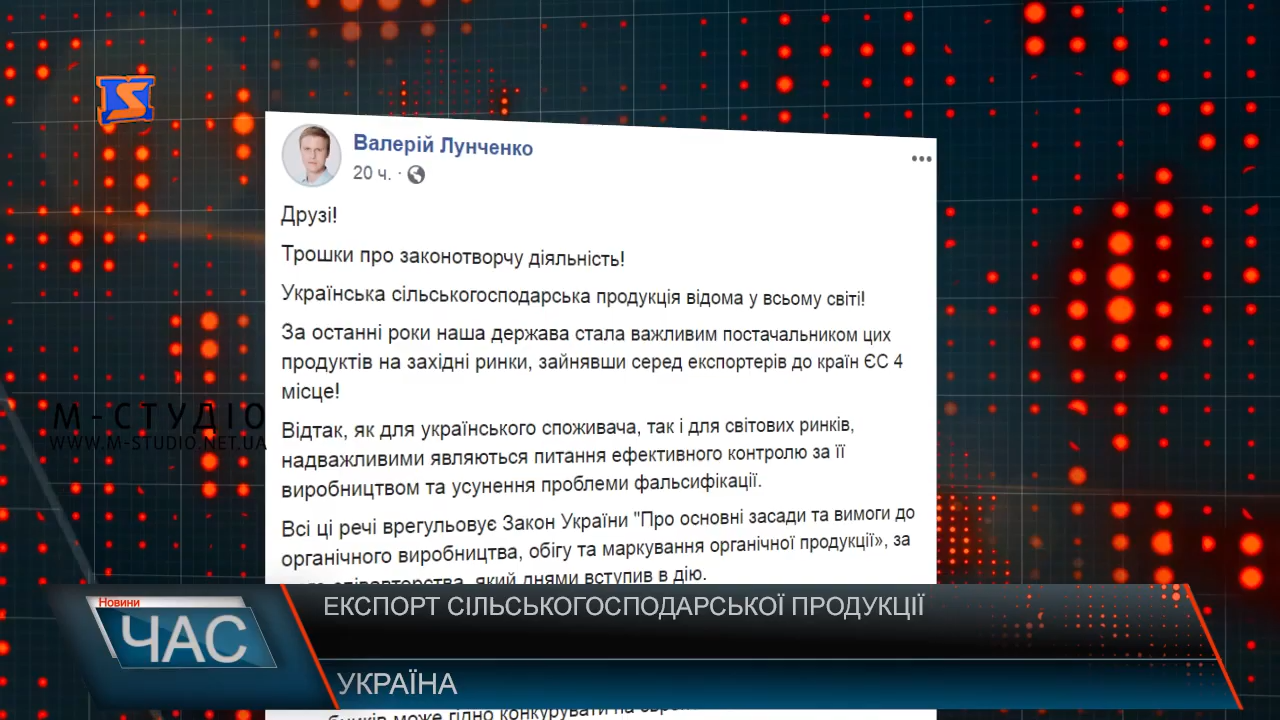 Валерій Лунченко
20 ч. ·
Друзі!
Трошки про законотворчу діяльність!
Українська сільськогосподарська продукція відома у всьому світі!
За останні роки наша держава стала важливим постачальником цих
продуктів на західні ринки, зайнявши серед експортерів до країн ЄС 4
місце!
М-СТУДІО
WWW.M-STUDIO.NET.UA
Відтак, як для українського споживача, так і для світових ринків,
надважливими являються питання ефективного контролю за її
виробництвом та усунення проблеми фальсифікації.
Всі ці речі врегульовує Закон України "Про основні засади та вимоги до
органічного виробництва, обігу та маркування органічної продукції», за
співавторства, який днями вступив в дію.
Новини
ЧАС
ЕКСПОРТ СІЛЬСЬКОГОСПОДАРСЬКОЇ ПРОДУКЦІЇ
УКРАЇНА
може гідно конкурувати на